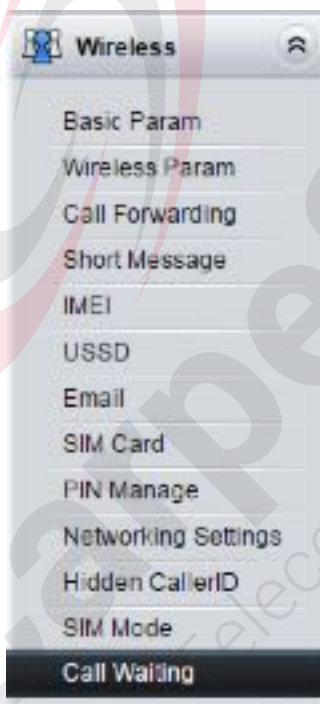 Wireless
Basic Param
Wireless Param
Call Forwarding
Short Message
IMEI
USSD
Email
SIM Card
PIN Manage
Networking Settings
Hidden CallerID
SIM Mode
Call Waiting